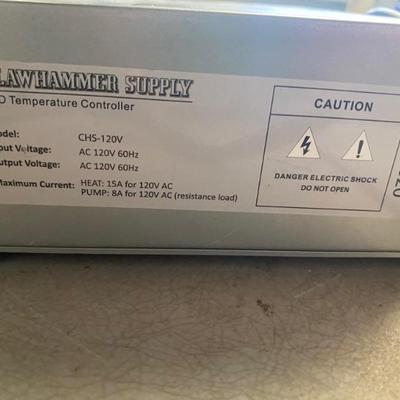 LAWHAMMER SUPPLY
D Temperature Controller
odel: CHS-120V
put Voltage: AC 120V 60Hz
utput Voltage: AC 120V 60Hz
Maximum Current: HEAT: 15A for 120V AC
PUMP: 8A for 120V AC (resistance load)
CAUTION
DANGER ELECTRIC SHOCK
DO NOT OPEN